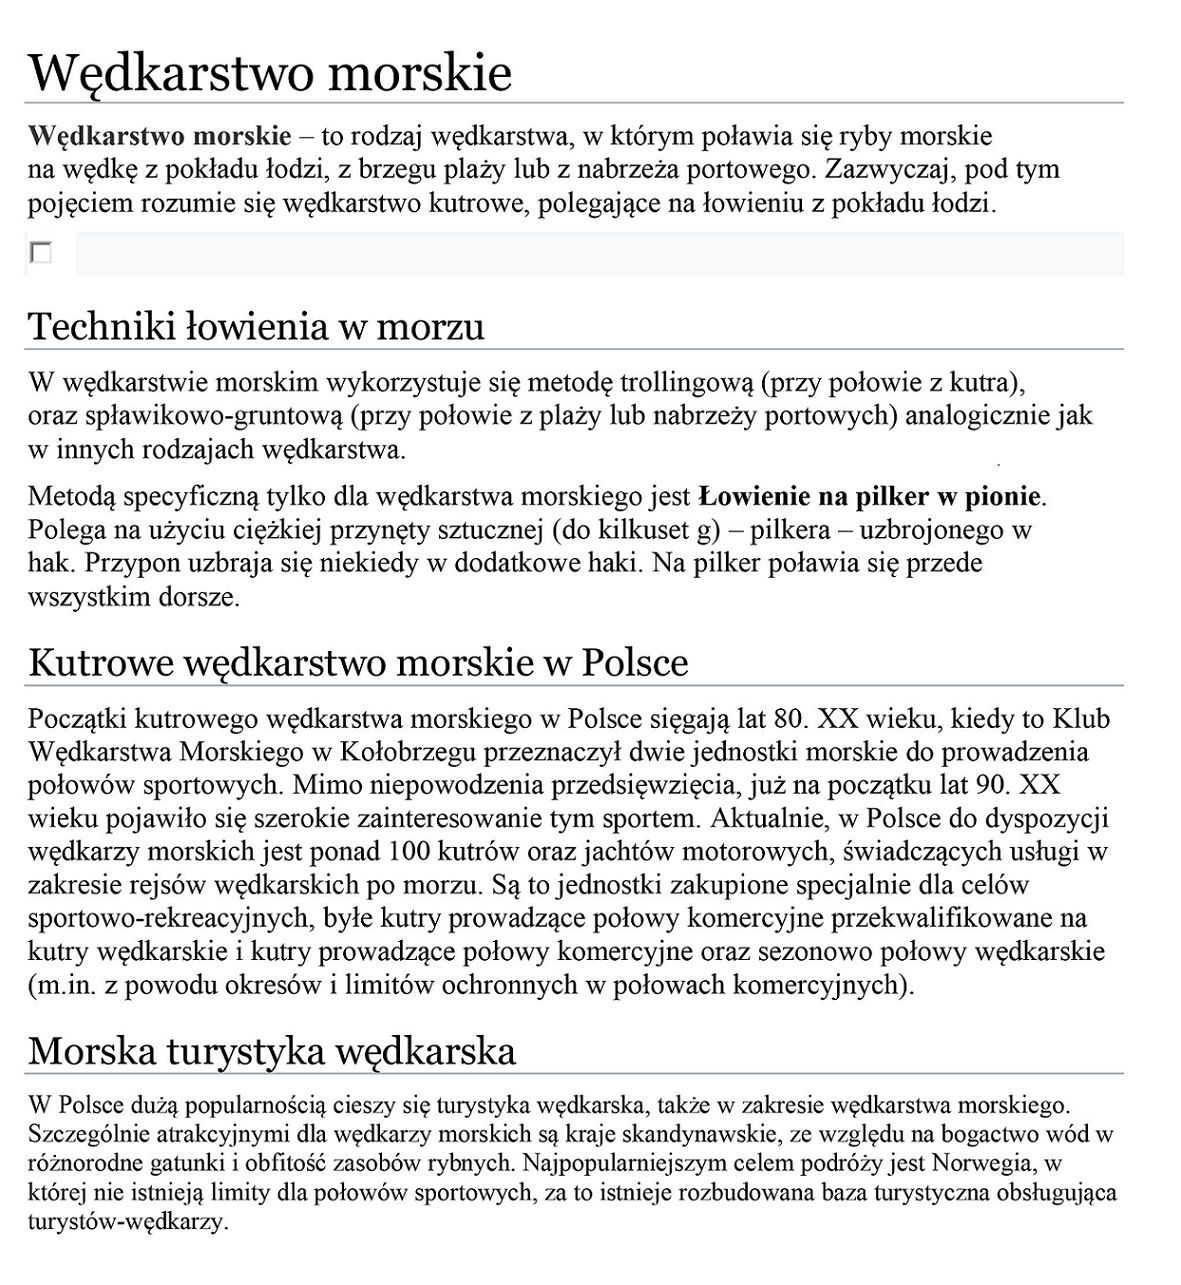 Wędkarstwo morskie
Wędkarstwo morskie – to rodzaj wędkarstwa, w którym poławia się ryby morskie
na wędkę z pokładu łodzi, z brzegu plaży lub z nabrzeża portowego. Zazwyczaj, pod tym
pojęciem rozumie się wędkarstwo kutrowe, polegające na łowieniu z pokładu łodzi.
Techniki łowienia w morzu
W wędkarstwie morskim wykorzystuje się metodę trollingową (przy połowie z kutra),
oraz spławikowo-gruntową (przy połowie z plaży lub nabrzeży portowych) analogicznie jak
w innych rodzajach wędkarstwa.
Metodą specyficzną tylko dla wędkarstwa morskiego jest Łowienie na pilker w pionie.
Polega na użyciu ciężkiej przynęty sztucznej (do kilkuset g) – pilkera – uzbrojonego w
hak. Przypon uzbraja się niekiedy w dodatkowe haki. Na pilker poławia się przede
wszystkim dorsze.
Kutrowe wędkarstwo morskie w Polsce
Początki kutrowego wędkarstwa morskiego w Polsce sięgają lat 80. XX wieku, kiedy to Klub
Wędkarstwa Morskiego w Kołobrzegu przeznaczył dwie jednostki morskie do prowadzenia
połowów sportowych. Mimo niepowodzenia przedsięwzięcia, już na początku lat 90. XX
wieku pojawiło się szerokie zainteresowanie tym sportem. Aktualnie, w Polsce do dyspozycji
wędkarzy morskich jest ponad 100 kutrów oraz jachtów motorowych, świadczących usługi w
zakresie rejsów wędkarskich po morzu. Są to jednostki zakupione specjalnie dla celów
sportowo-rekreacyjnych, byłe kutry prowadzące połowy komercyjne przekwalifikowane na
kutry wędkarskie i kutry prowadzące połowy komercyjne oraz sezonowo połowy wędkarskie
(m.in. z powodu okresów i limitów ochronnych w połowach komercyjnych).
Morska turystyka wędkarska
W Polsce dużą popularnością cieszy się turystyka wędkarska, także w zakresie wędkarstwa morskiego.
Szczególnie atrakcyjnymi dla wędkarzy morskich są kraje skandynawskie, ze względu na bogactwo wód w
różnorodne gatunki i obfitość zasobów rybnych. Najpopularniejszym celem podróży jest Norwegia, w
której nie istnieją limity dla połowów sportowych, za to istnieje rozbudowana baza turystyczna obsługująca
turystów-wędkarzy.